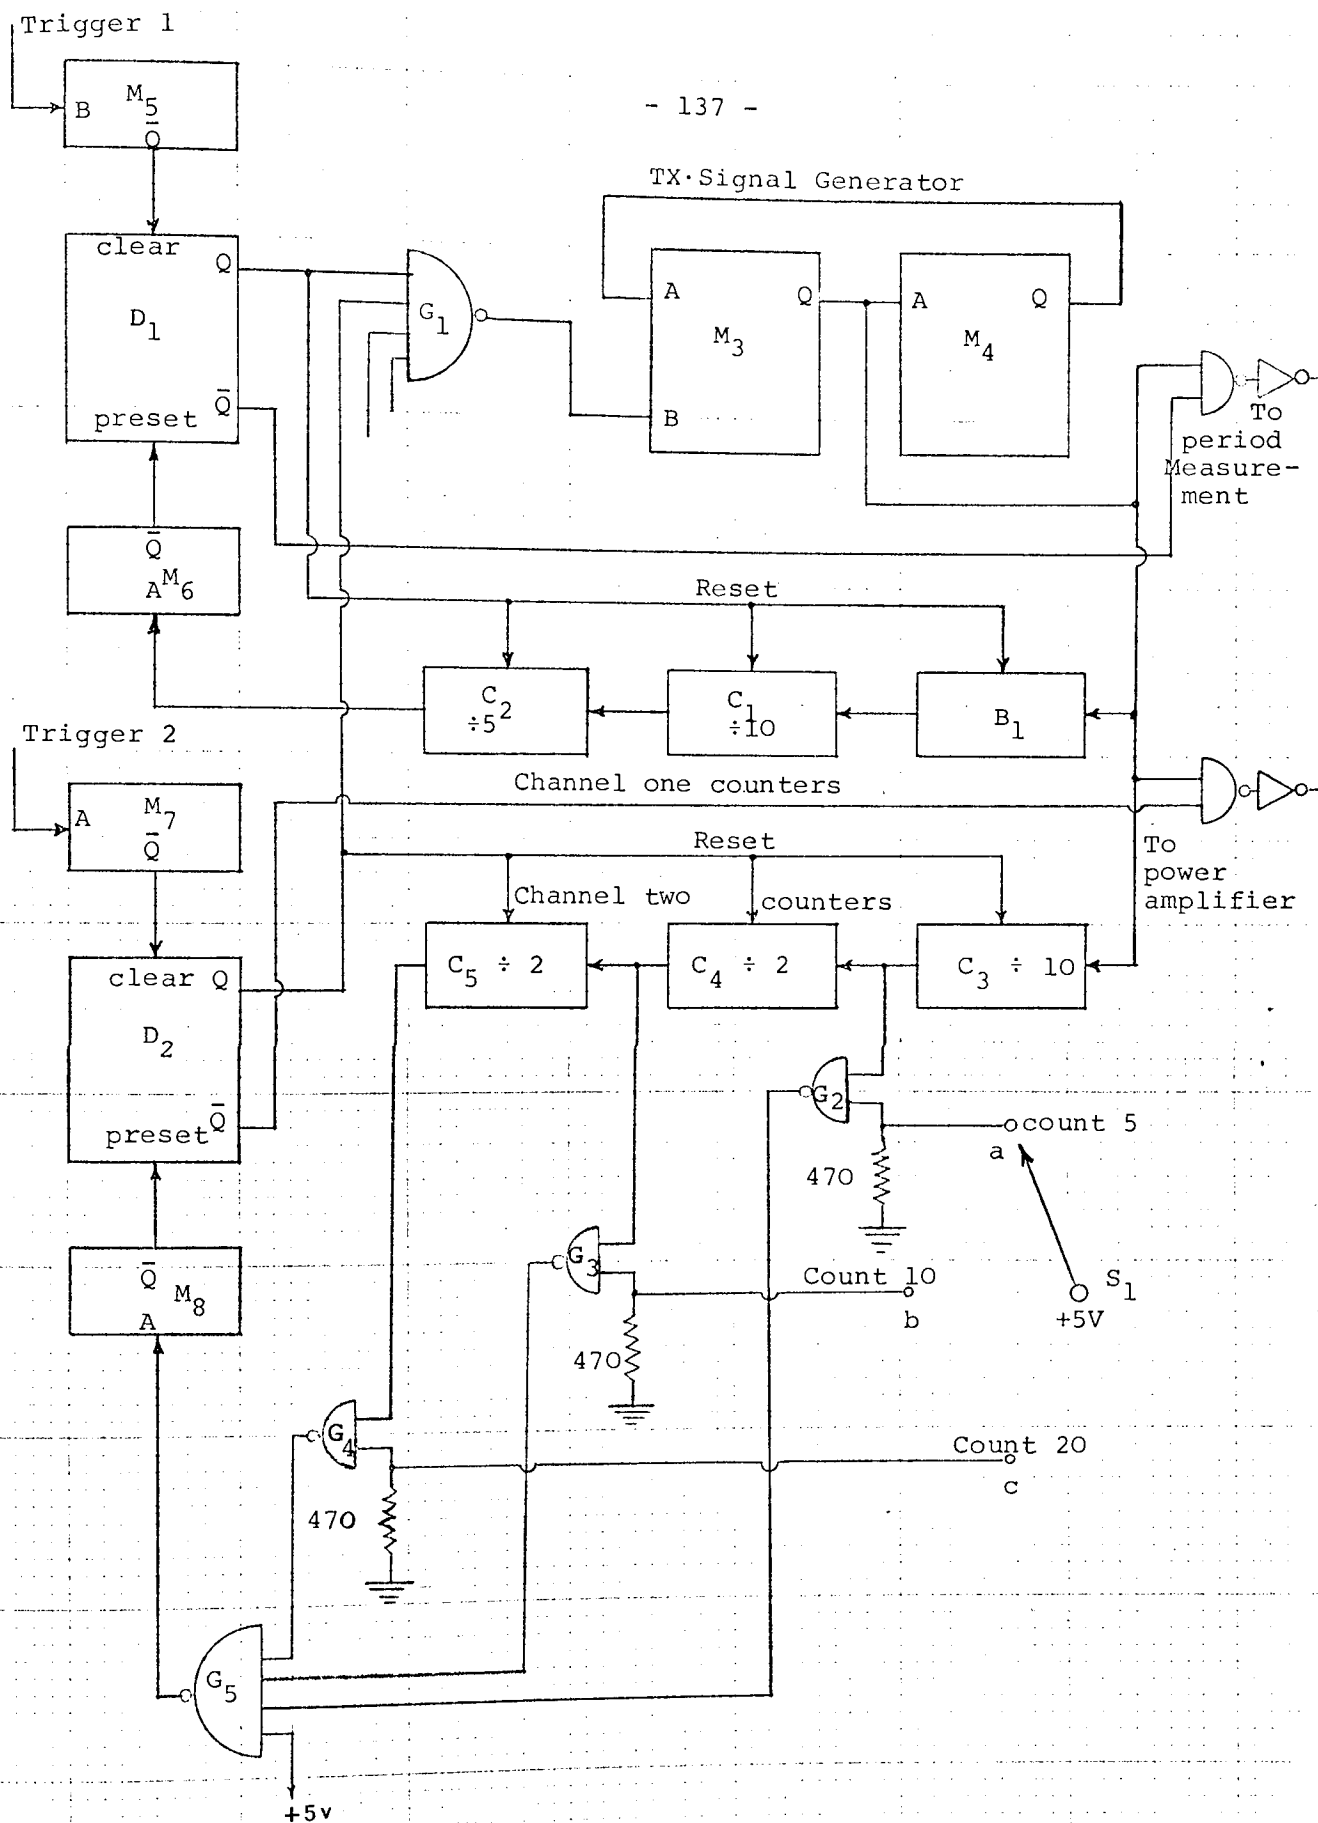 Trigger 1
- 137 -
B M5
Q̅
TX·Signal Generator
clear
Q
D1
Q̅
preset
G1
A
Q
M3
B
A
Q
M4
To
period
Measure-
ment
Q̅
A M6
Reset
C2
÷5
C1
÷10
B1
Trigger 2
Channel one counters
A M7
Q̅
Reset
To
power
amplifier
Channel two counters
clear Q
D2
Q̅
preset
C5 ÷ 2
C4 ÷ 2
C3 ÷ 10
G2
count 5
a
470
Q̅
M8
A
G3
Count 10
b
S1
+5V
470
G4
Count 20
c
470
G5
+5v